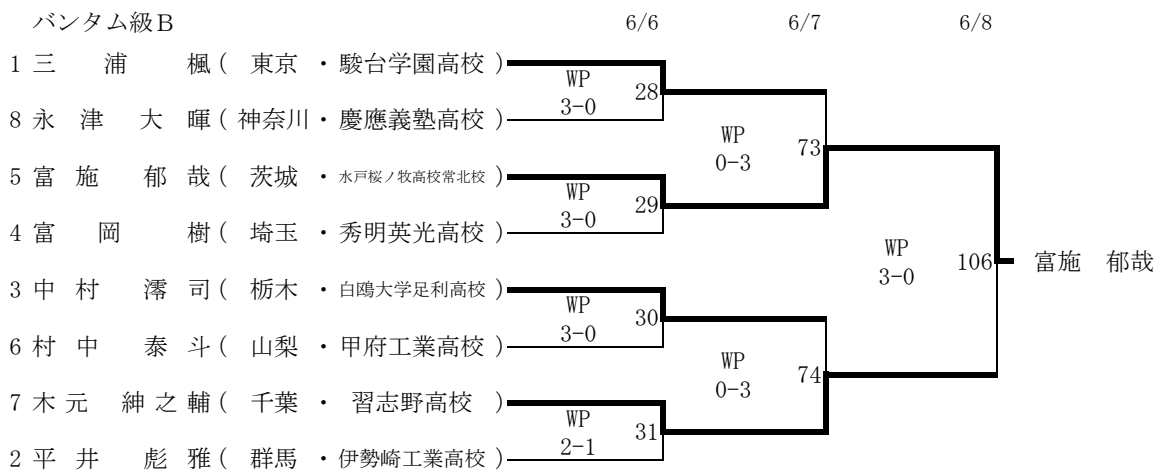 バンタム級B 6/6 6/7 6/8
1 三浦 楓 ( 東京 ・ 駿台学園高校 )
WP
3-0 28
8 永津 大暉 ( 神奈川 ・ 慶應義塾高校 )
WP
0-3 73
5 富施 郁哉 ( 茨城 ・ 水戸桜ノ牧高校常北校 )
WP
3-0 29
4 富岡 樹 ( 埼玉 ・ 秀明英光高校 )
WP
3-0 106 富施 郁哉
3 中村 澪司 ( 栃木 ・ 白鴎大学足利高校 )
WP
3-0 30
6 村中 泰斗 ( 山梨 ・ 甲府工業高校 )
WP
0-3 74
7 木元 紳之輔 ( 千葉 ・ 習志野高校 )
WP
2-1 31
2 平井 彪雅 ( 群馬 ・ 伊勢崎工業高校 )